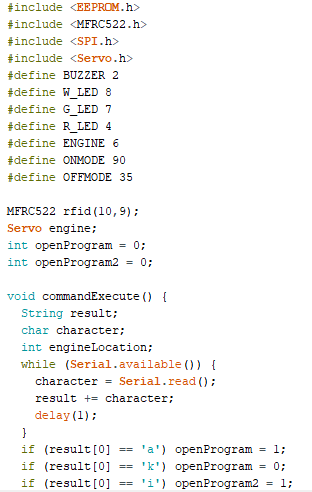 #include <EEPROM.h>
#include <MFRC522.h>
#include <SPI.h>
#include <Servo.h>
#define BUZZER 2
#define W_LED 8
#define G_LED 7
#define R_LED 4
#define ENGINE 6
#define ONMODE 90
#define OFFMODE 35

MFRC522 rfid(10,9);
Servo engine;
int openProgram = 0;
int openProgram2 = 0;

void commandExecute() {
  String result;
  char character;
  int engineLocation;
  while (Serial.available()) {
    character = Serial.read();
    result += character;
    delay(1);
  }
  if (result[0] == 'a') openProgram = 1;
  if (result[0] == 'k') openProgram = 0;
  if (result[0] == 'i') openProgram2 = 1;